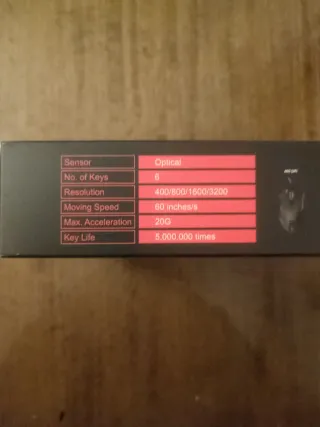 Sensor Optical
No. of Keys 6
Resolution 400/800/1600/3200
Moving Speed 60 inches/s
Max. Acceleration 20G
Key Life 5.000.000 times